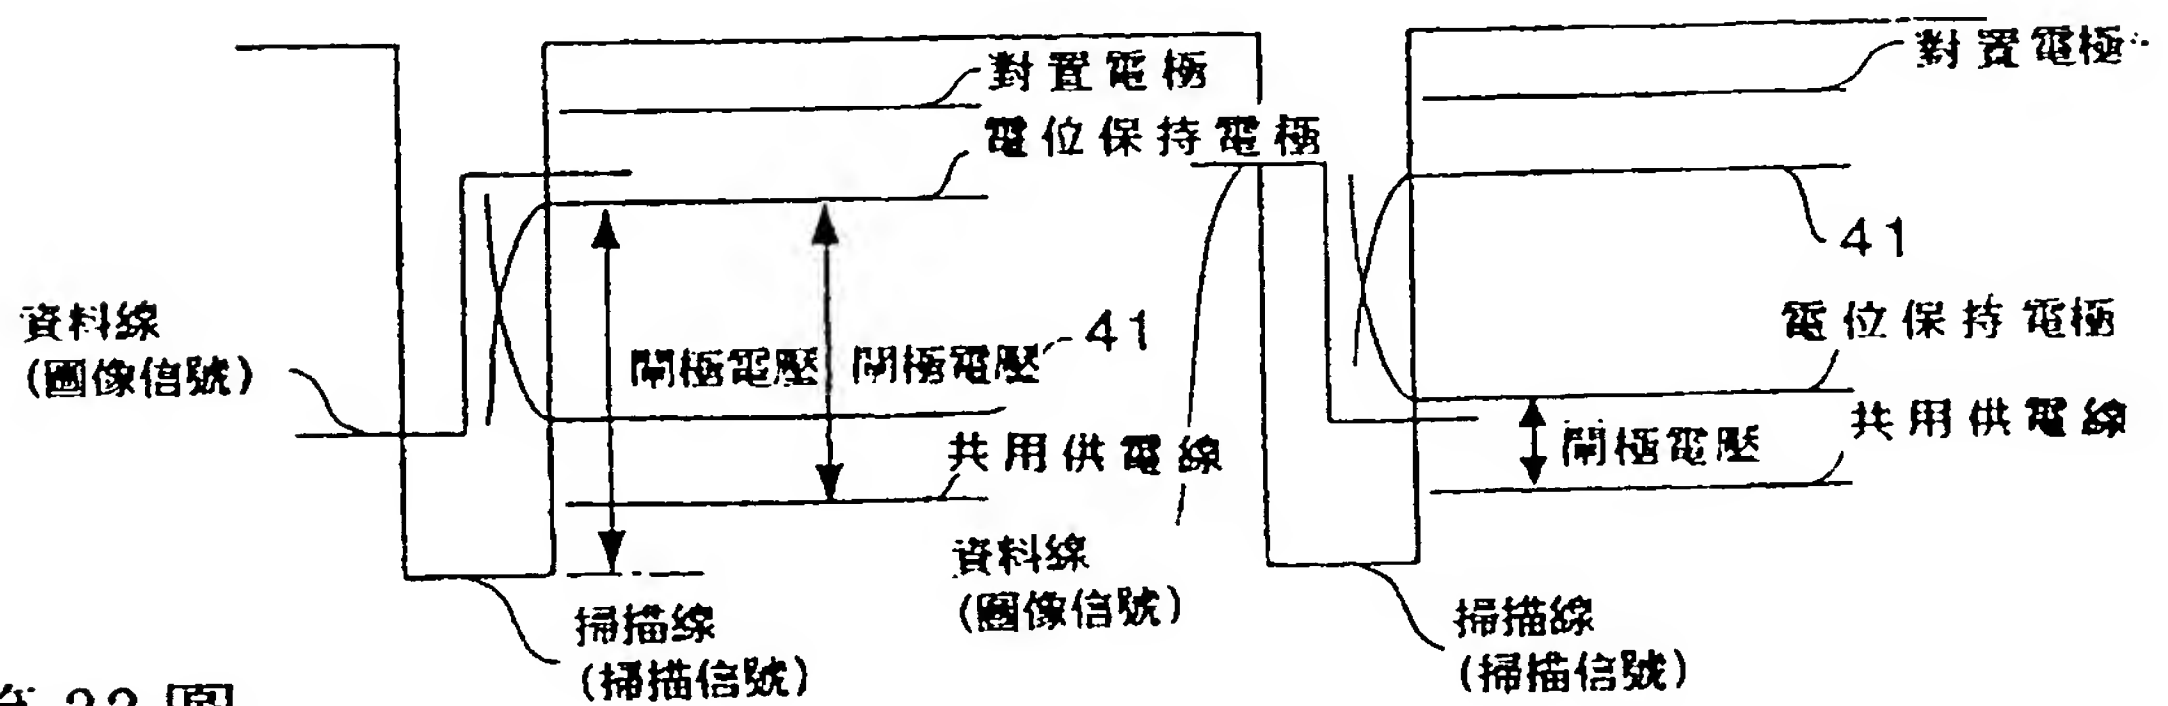 對置電極
電位保持電極
41
資料線
(圖像信號)
閘極電壓
閘極電壓
共用供電線
掃描線
(掃描信號)
資料線
(圖像信號)
對置電極
41
電位保持電極
共用供電線
閘極電壓
掃描線
(掃描信號)
22 圖